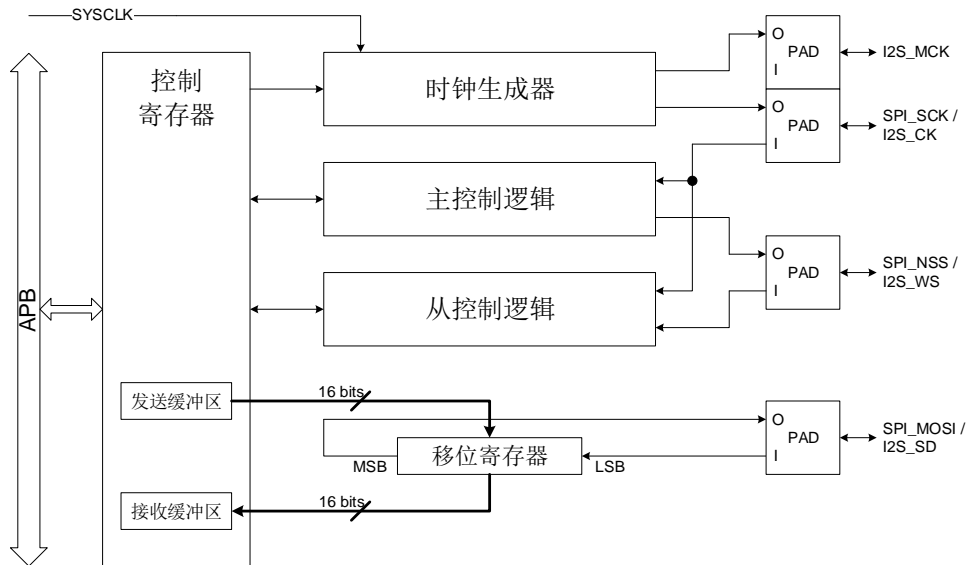 SYSCLK
APB
控制
寄存器
时钟生成器
O
PAD
I
I2S_MCK
O
PAD
I
SPI_SCK /
I2S_CK
主控制逻辑
O
PAD
I
SPI_NSS /
I2S_WS
从控制逻辑
发送缓冲区
16 bits
O
PAD
I
SPI_MOSI /
I2S_SD
MSB
移位寄存器
LSB
接收缓冲区
16 bits